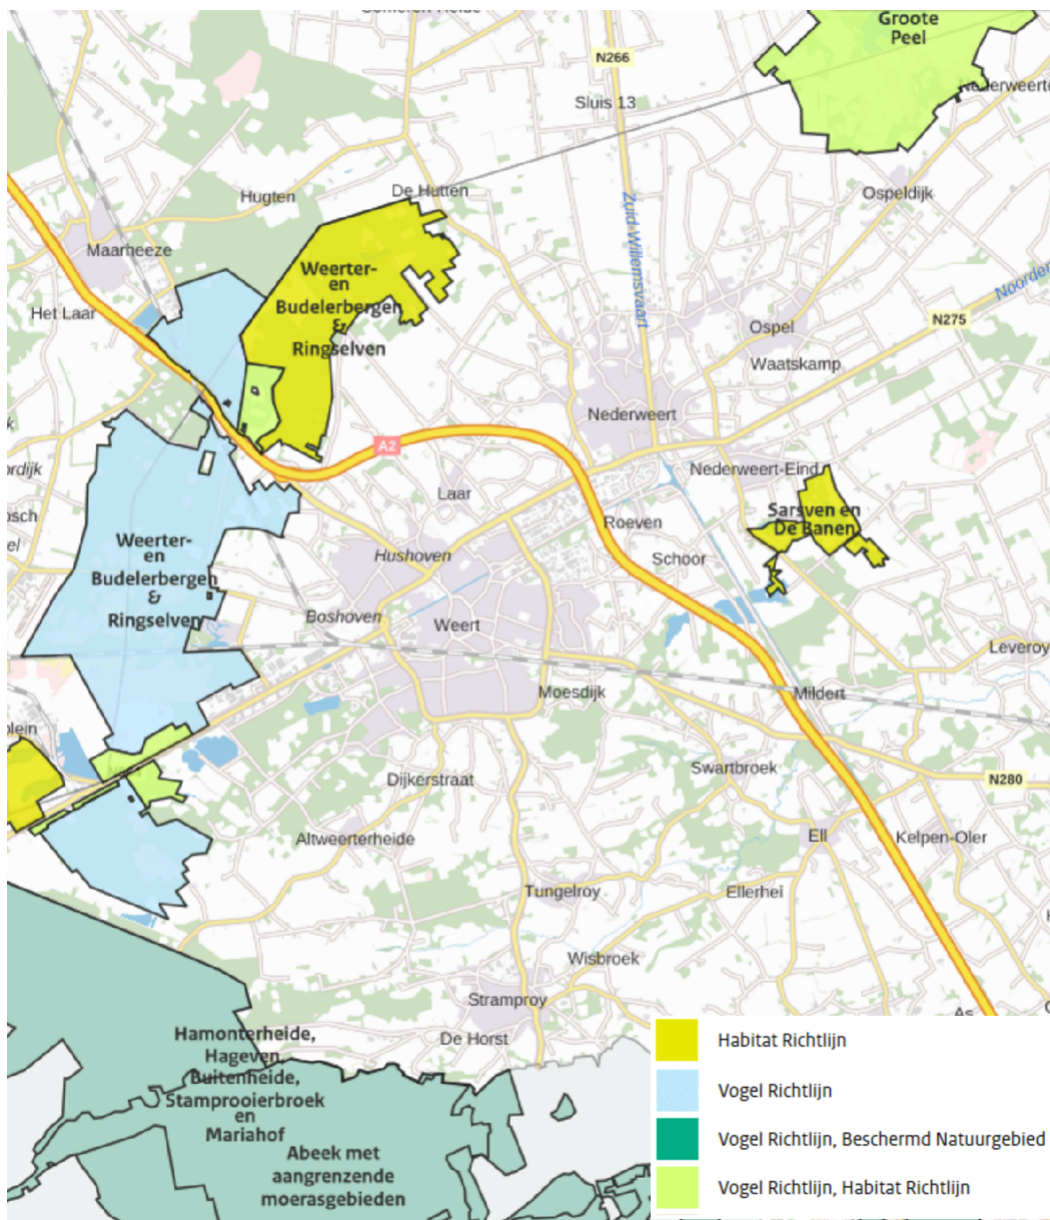 Groote
Peel
N266
Sluis 13
Ospeldijk
De Hutten
Hugten
Zuid-Willemsvaart
Maarheeze
Weerter-
en
Budelerbergen
&
Ringselven
Het Laar
N275
Ospel
Waatskamp
Nederweert
A2
Nederweert-Eind
Laar
Sarsven en
De Banen
Roeven
Schoor
Hushoven
Weerter-
en
Budelerbergen
&
Ringselven
Boshoven
Weert
Leveroy
Moesdijk
Mildert
Swartbroek
Dijkerstraat
N280
Altweerterheide
Ell
Kelpen-Oler
Tungelroy
Ellerhei
Wisbroek
Stramproy
De Horst
Hamonterheide,
Hageven,
Buitenheide,
Stamprooierbroek
en
Mariahof
Abeek met
aangrenzende
moerasgebieden
Habitat Richtlijn
Vogel Richtlijn
Vogel Richtlijn, Beschermd Natuurgebied
Vogel Richtlijn, Habitat Richtlijn